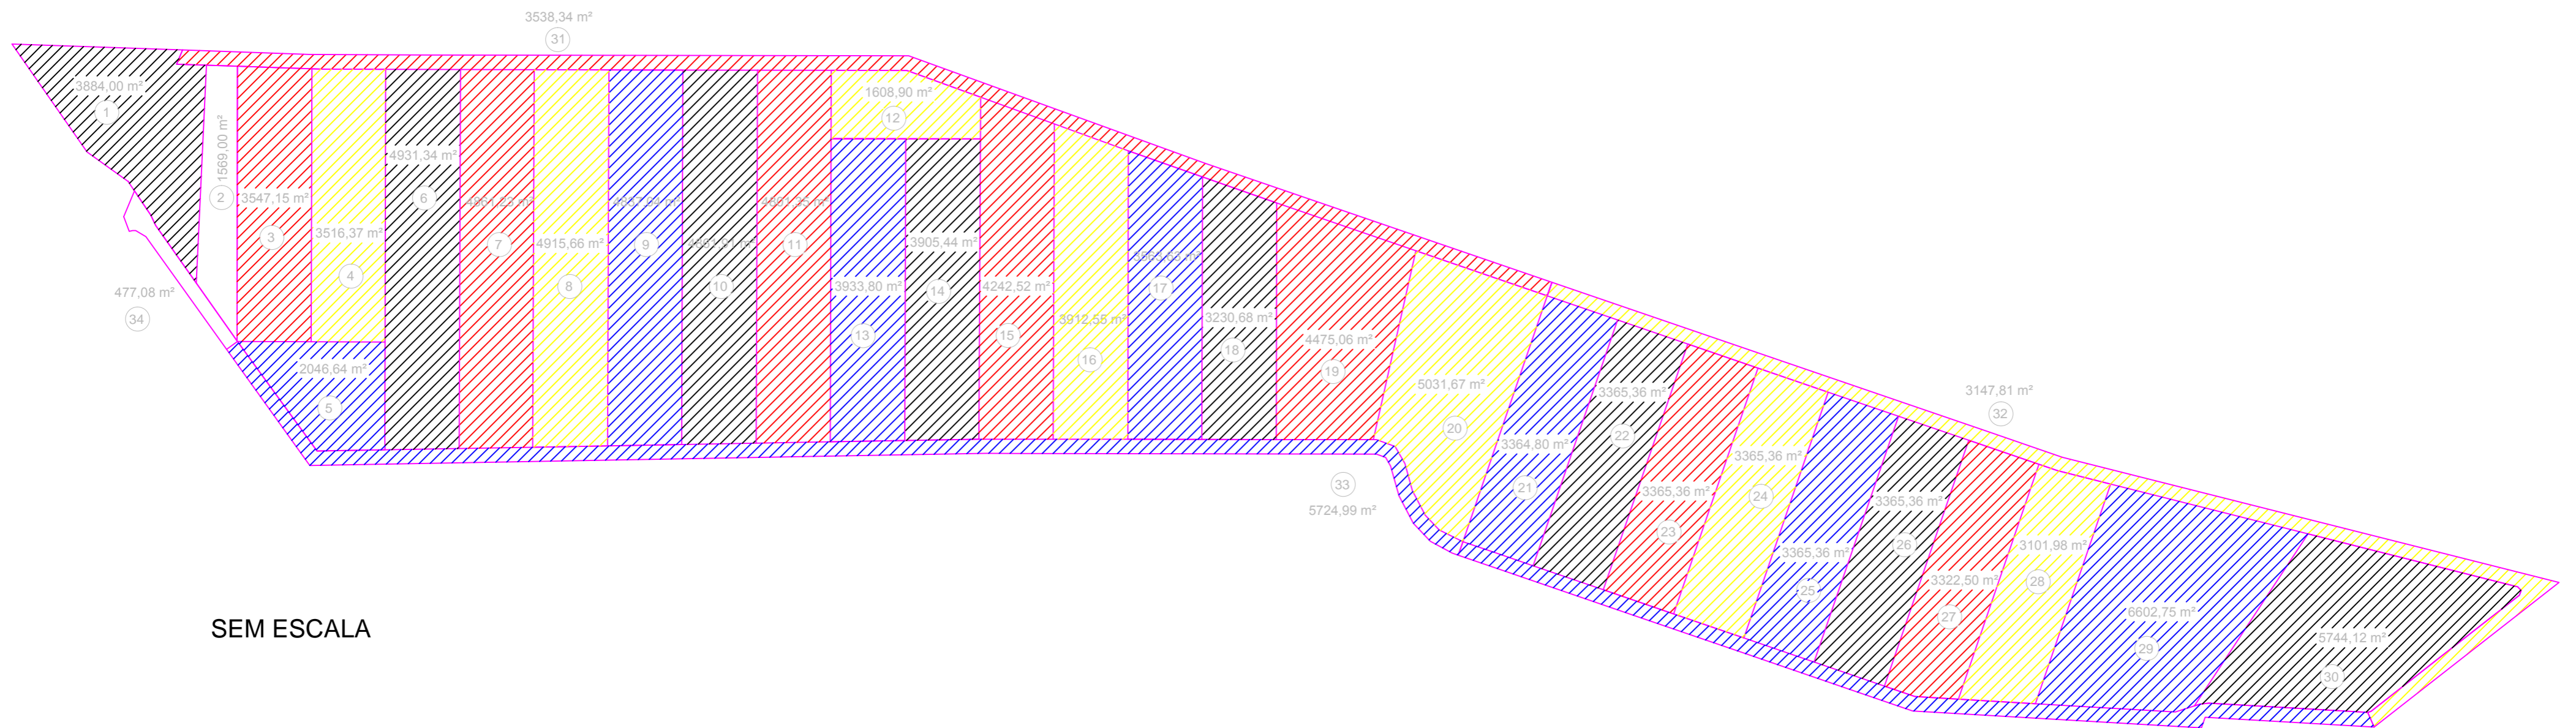 3538,34 m²
31
3884,00 m²
1
1569,00 m²
2
3547,15 m²
3
3516,37 m²
4
2046,64 m²
5
4931,34 m²
6
7
4915,66 m²
8
9
10
11
1608,90 m²
12
3933,80 m²
13
3905,44 m²
14
4242,52 m²
15
3912,55 m²
16
17
3230,68 m²
18
4475,06 m²
19
5031,67 m²
20
3364,80 m²
21
3365,36 m²
22
3365,36 m²
23
3365,36 m²
24
3365,36 m²
25
3365,36 m²
26
3322,50 m²
27
3101,98 m²
28
6602,75 m²
29
5744,12 m²
30
3147,81 m²
32
33
5724,99 m²
477,08 m²
34
SEM ESCALA